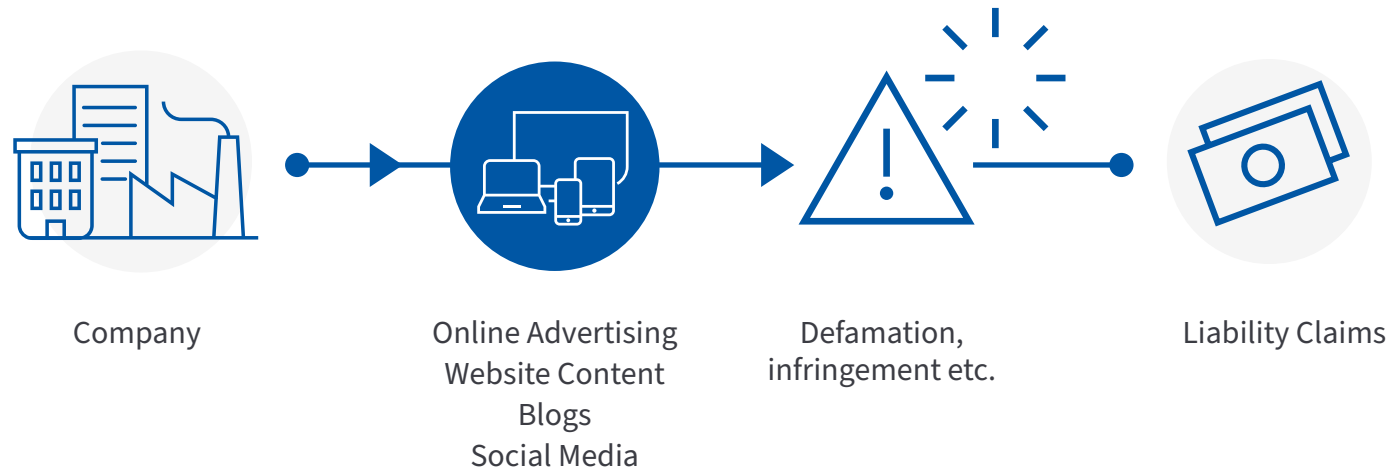 Company
Online Advertising
Website Content
Blogs
Social Media
Defamation,
infringement etc.
Liability Claims